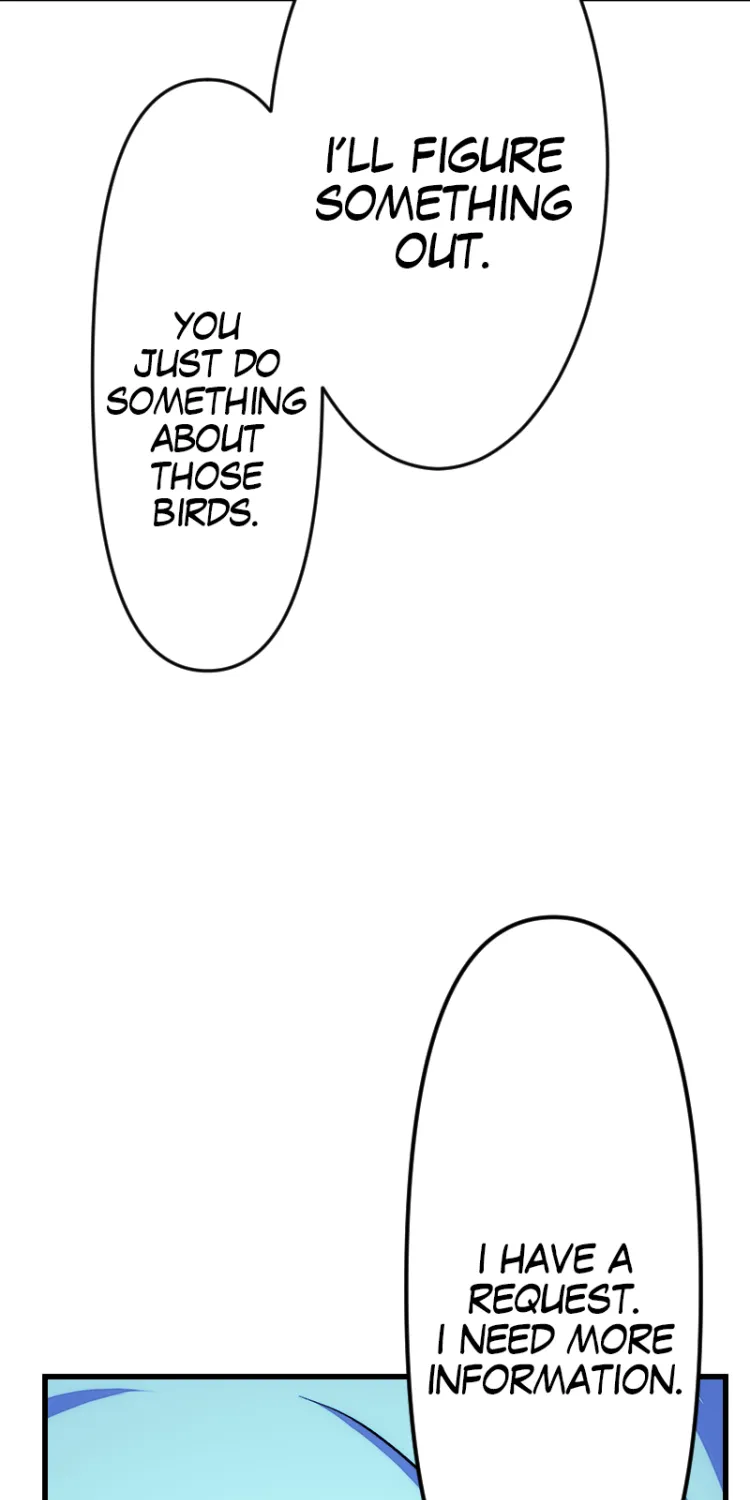 I'LL FIGURE
SOMETHING
OUT.
YOU
JUST DO
SOMETHING
ABOUT
THOSE
BIRDS.
I HAVE A
REQUEST.
I NEED MORE
INFORMATION.